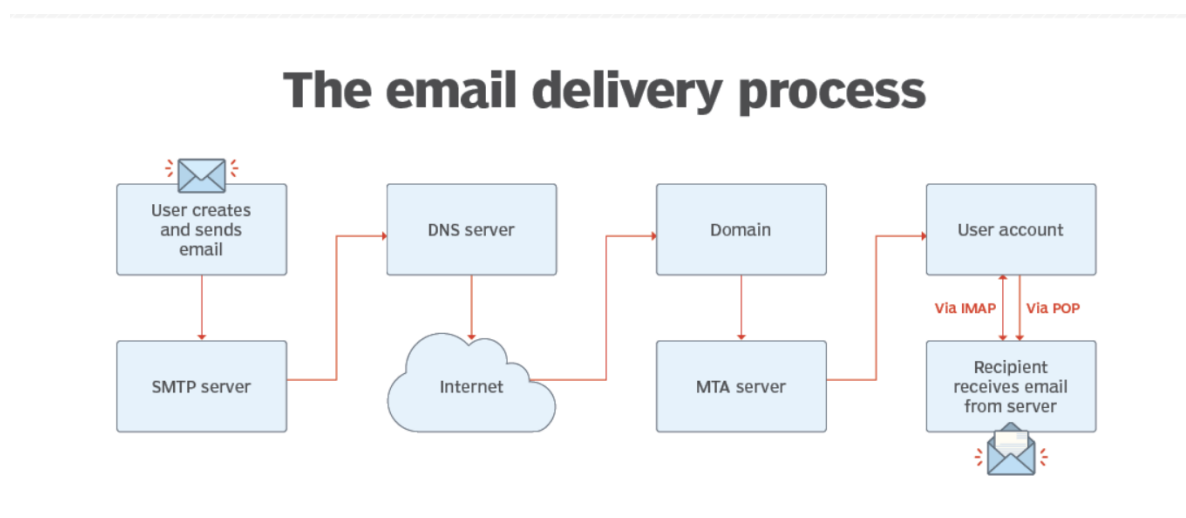 The email delivery process
User creates
and sends
email
SMTP server
DNS server
Internet
Domain
MTA server
User account
Via IMAP
Via POP
Recipient
receives email
from server